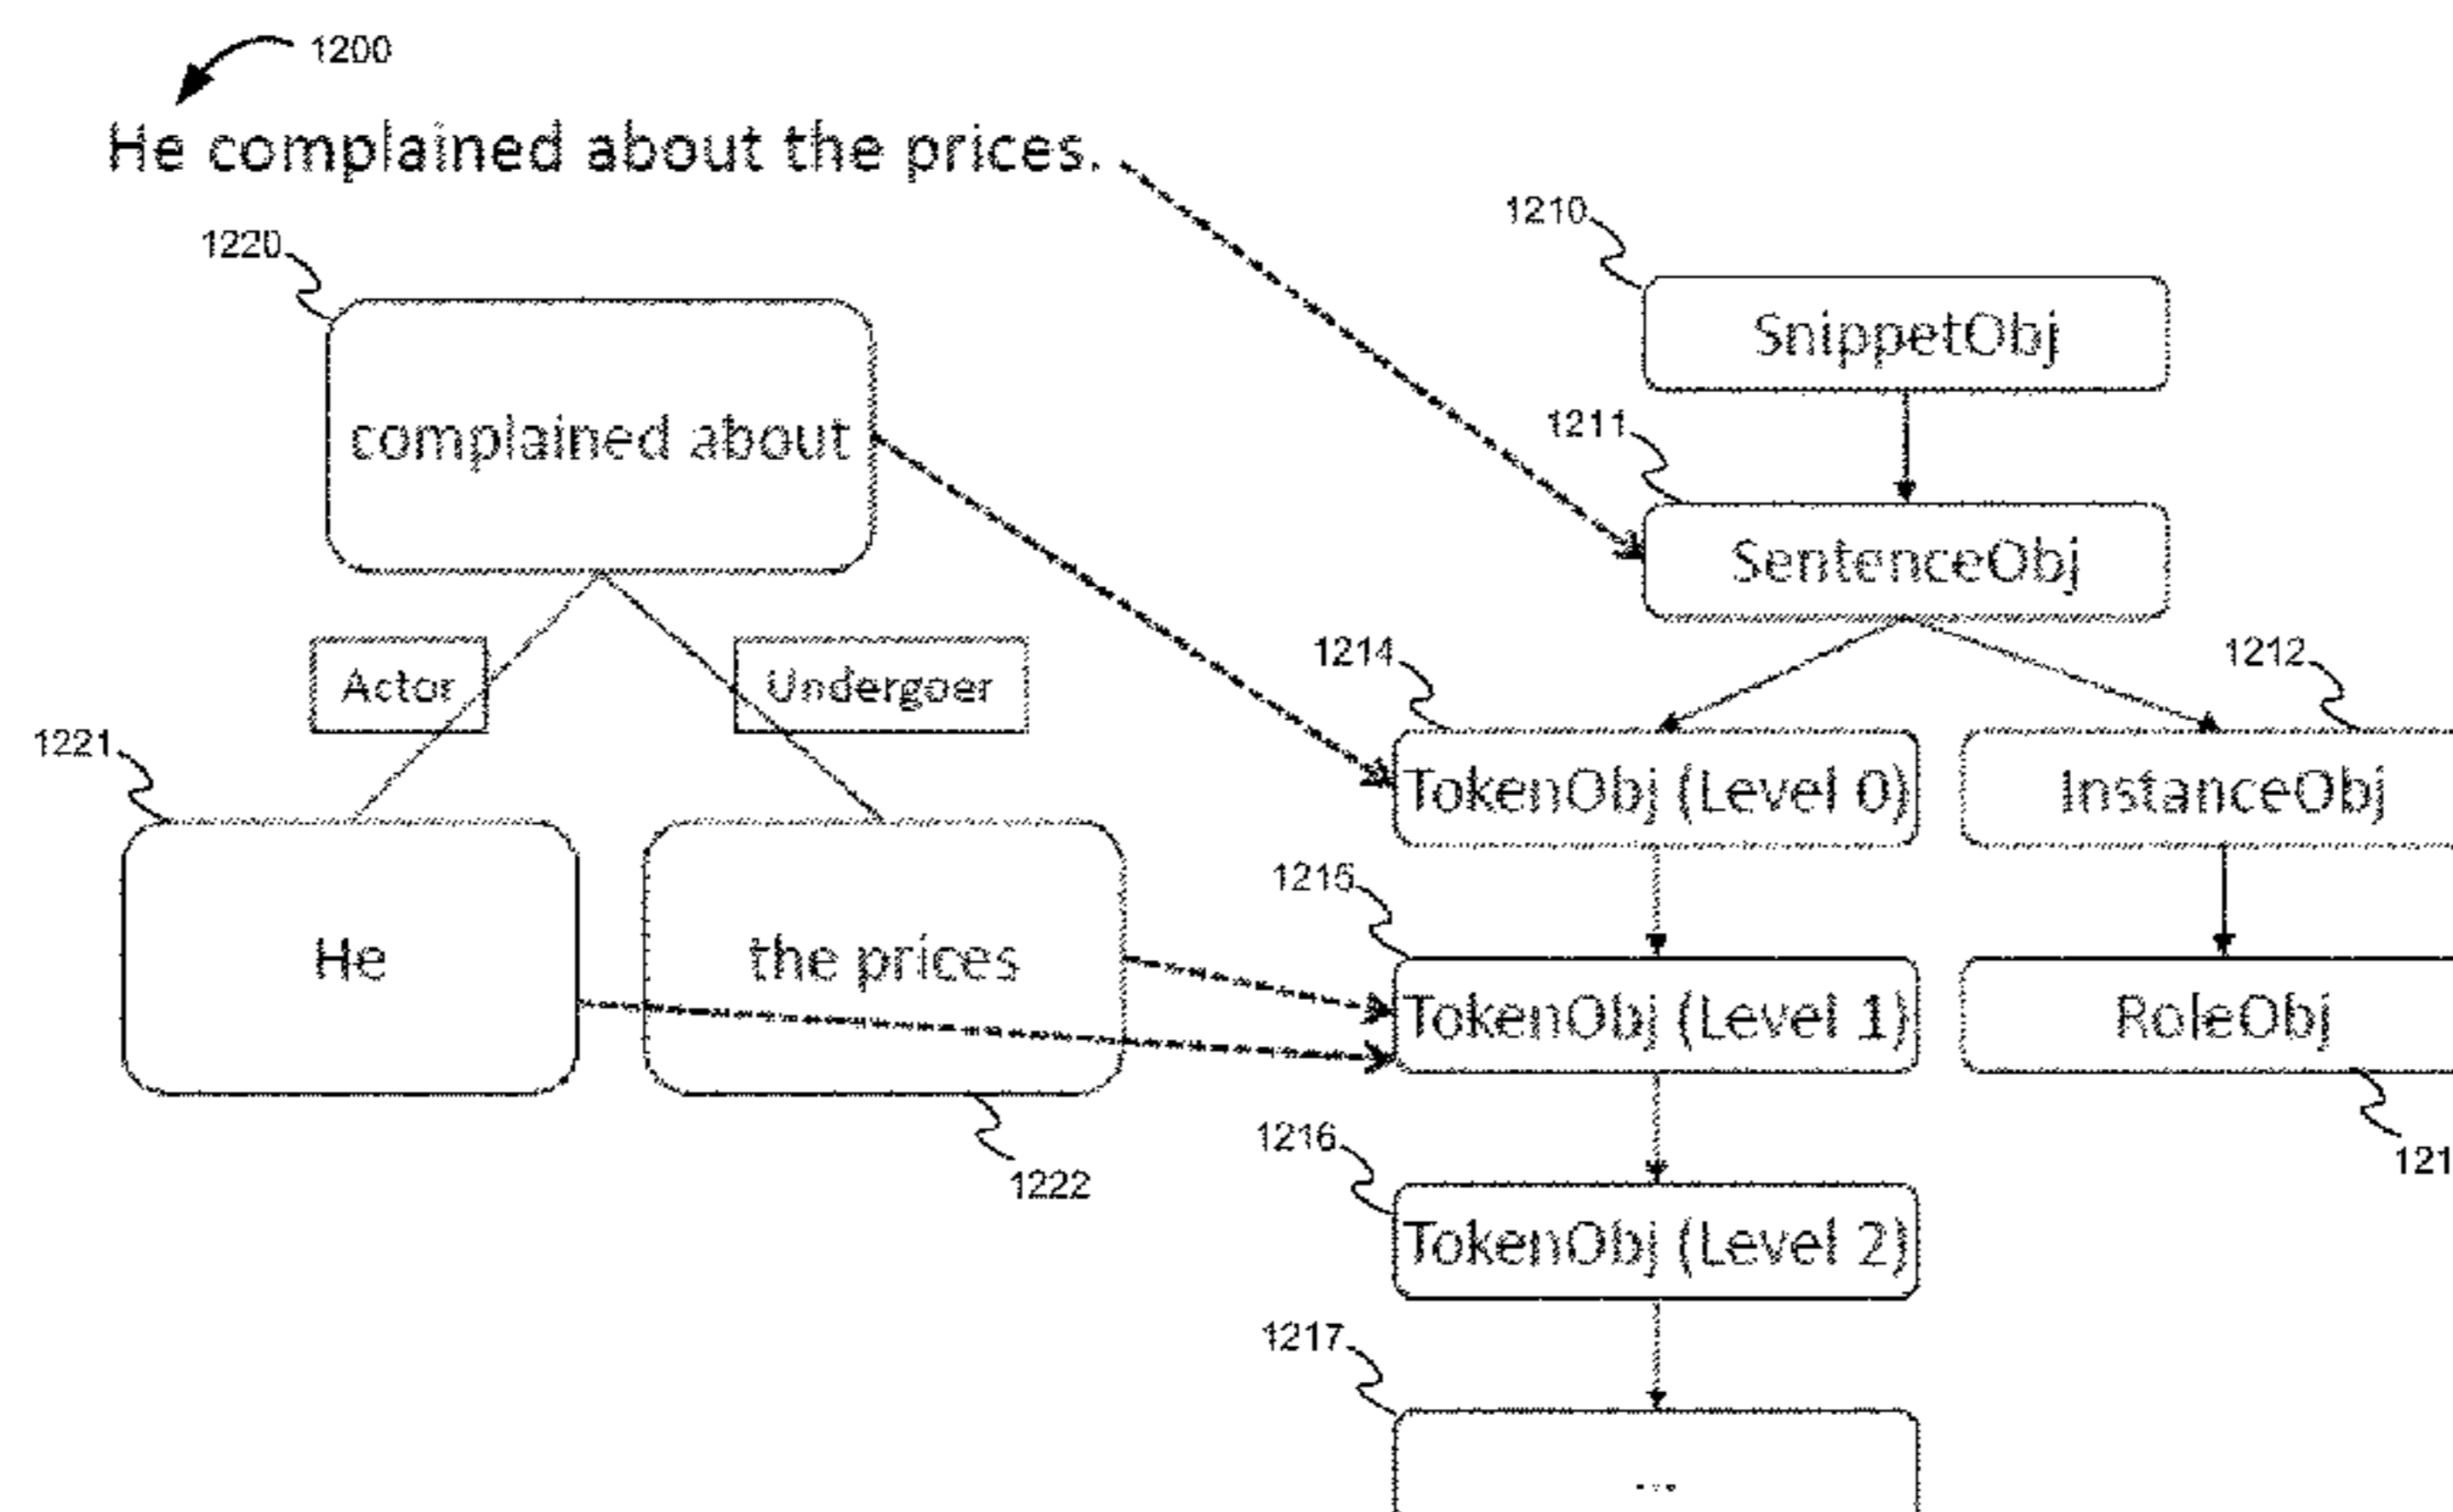 1200
He complained about the prices.
1210
1220
SnippetObj
complained about
1211
SentenceObj
Actor
Undergoer
1214
1212
1221
TokenObj (Level 0)
InstanceObj
1215
He
the prices
TokenObj (Level 1)
RoleObj
1216
121
1222
TokenObj (Level 2)
1217
...